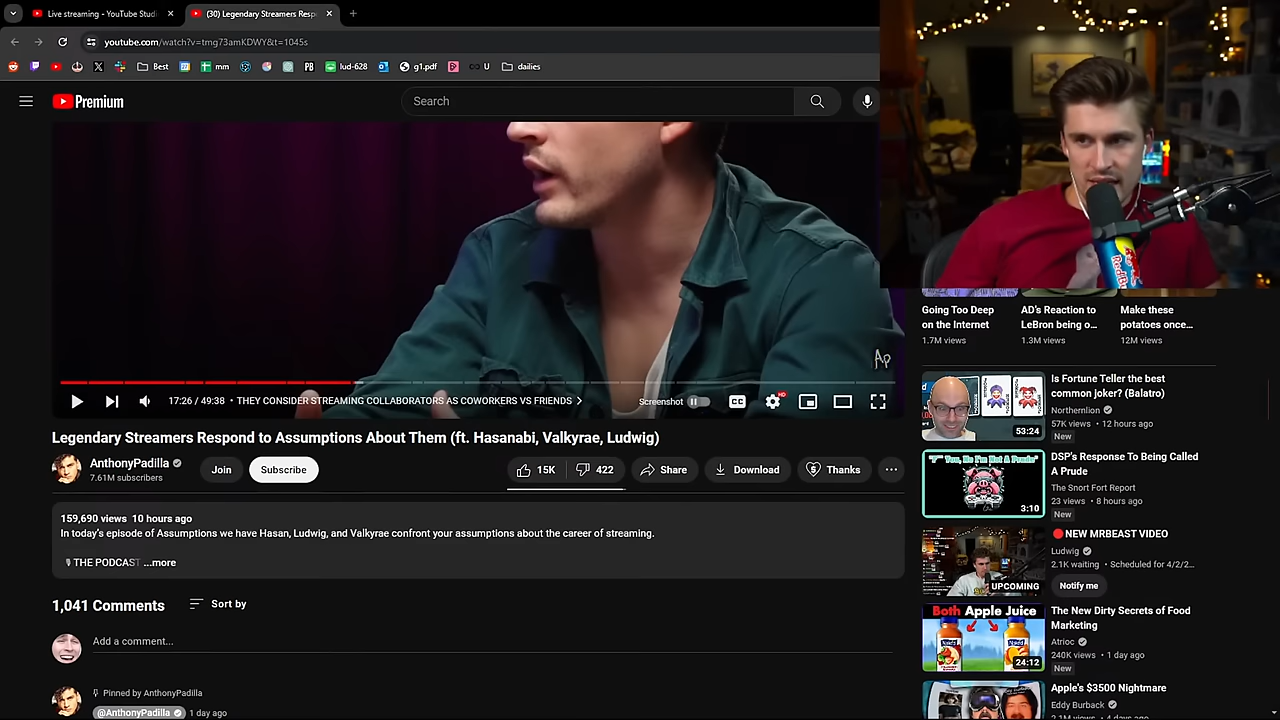 Live streaming - YouTube Stud
(30) Legendary Streamers Resp
youtube.com/watch?v=tmg73amKDWY&t=1045s
Best
mm
PB
lud-628
g1.pdf
U
dailies
Premium
Search
Ap
17:26 / 49:38 • THEY CONSIDER STREAMING COLLABORATORS AS COWORKERS VS FRIENDS
Screenshot
CC
HD
Legendary Streamers Respond to Assumptions About Them (ft. Hasanabi, Valkyrae, Ludwig)
AnthonyPadilla
7.61M subscribers
Join
Subscribe
15K
422
Share
Download
Thanks
159,690 views 10 hours ago
In today's episode of Assumptions we have Hasan, Ludwig, and Valkyrae confront your assumptions about the career of streaming.
THE PODCAST ...more
1,041 Comments
Sort by
Add a comment...
Pinned by AnthonyPadilla
@AnthonyPadilla
1 day ago
Going Too Deep
on the Internet
1.7M views
AD's Reaction to
LeBron being o...
1.3M views
Make these
potatoes once...
12M views
53:24
Is Fortune Teller the best
common joker? (Balatro)
Northernlion
57K views • 12 hours ago
New
3:10
DSP's Response To Being Called
A Prude
The Snort Fort Report
23 views • 8 hours ago
New
UPCOMING
NEW MRBEAST VIDEO
Ludwig
2.1K waiting • Scheduled for 4/2/2...
Notify me
Both Apple Juice
24:12
The New Dirty Secrets of Food
Marketing
Atrioc
240K views • 1 day ago
New
Apple's $3500 Nightmare
Eddy Burback
2.1M views • 4 days ago
RedBull